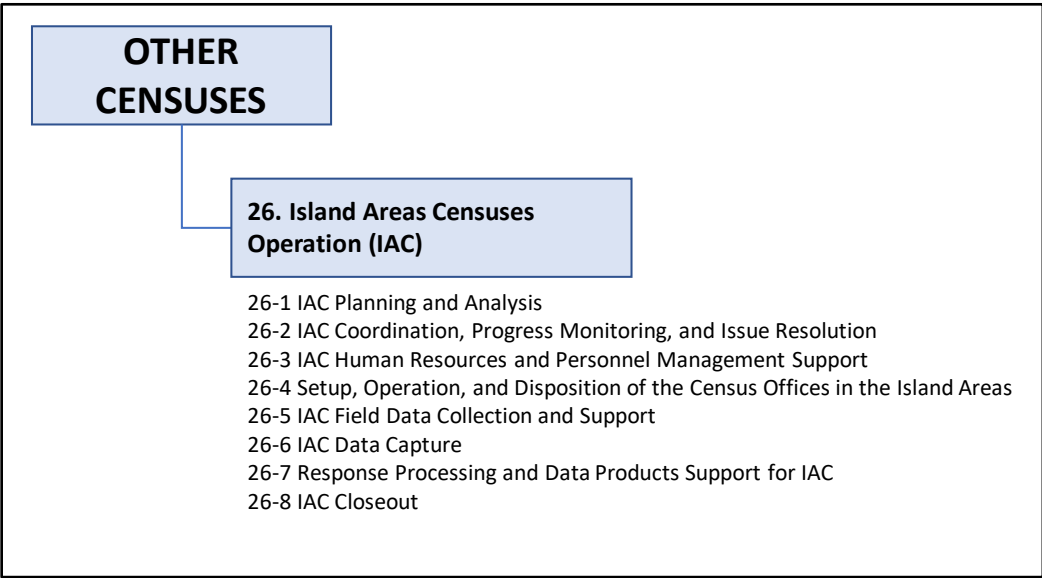 OTHER
CENSUSES
26. Island Areas Censuses
Operation (IAC)
26-1 IAC Planning and Analysis
26-2 IAC Coordination, Progress Monitoring, and Issue Resolution
26-3 IAC Human Resources and Personnel Management Support
26-4 Setup, Operation, and Disposition of the Census Offices in the Island Areas
26-5 IAC Field Data Collection and Support
26-6 IAC Data Capture
26-7 Response Processing and Data Products Support for IAC
26-8 IAC Closeout